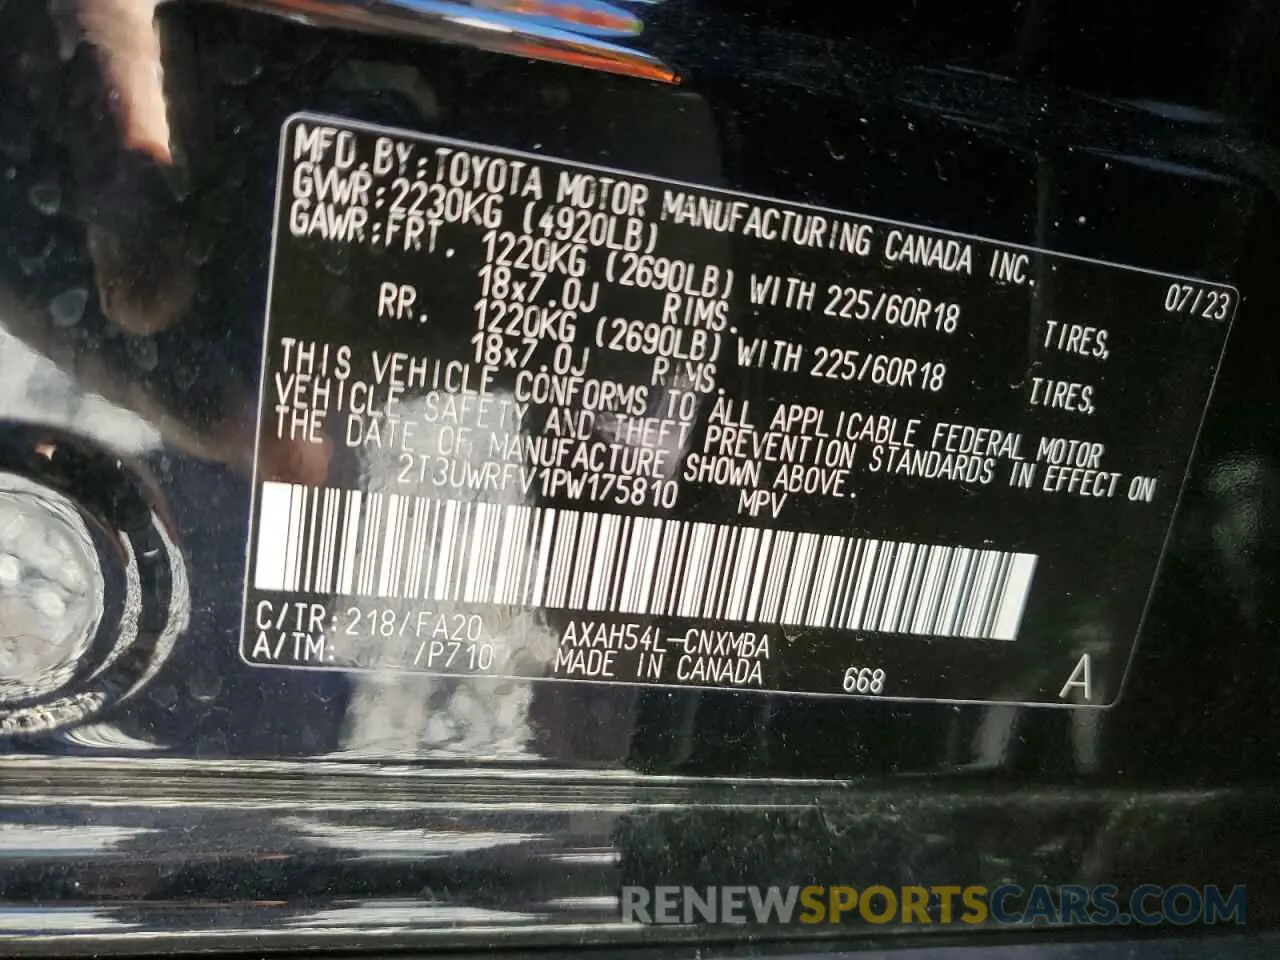 MFD.BY:TOYOTA MOTOR MANUFACTURING CANADA INC. 07/23
GVWR:2230KG (4920LB)
GAWR:FRT. 1220KG (2690LB) WITH 225/60R18 TIRES,
18x7.0J RIMS.
RR. 1220KG (2690LB) WITH 225/60R18 TIRES,
18x7.0J RIMS.
THIS VEHICLE CONFORMS TO ALL APPLICABLE FEDERAL MOTOR
VEHICLE SAFETY AND THEFT PREVENTION STANDARDS IN EFFECT ON
THE DATE OF MANUFACTURE SHOWN ABOVE.
2T3UWRFV1PW175810 MPV
C/TR:218/FA20 AXAH54L-CNXMBA
A/TM: /P710 MADE IN CANADA 668 A
RENEWSPORTSCARS.COM